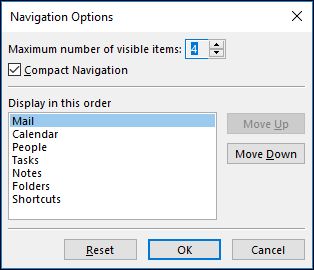 Navigation Options
Maximum number of visible items: 4
Compact Navigation
Display in this order
Mail
Calendar
People
Tasks
Notes
Folders
Shortcuts
Move Up
Move Down
Reset OK Cancel